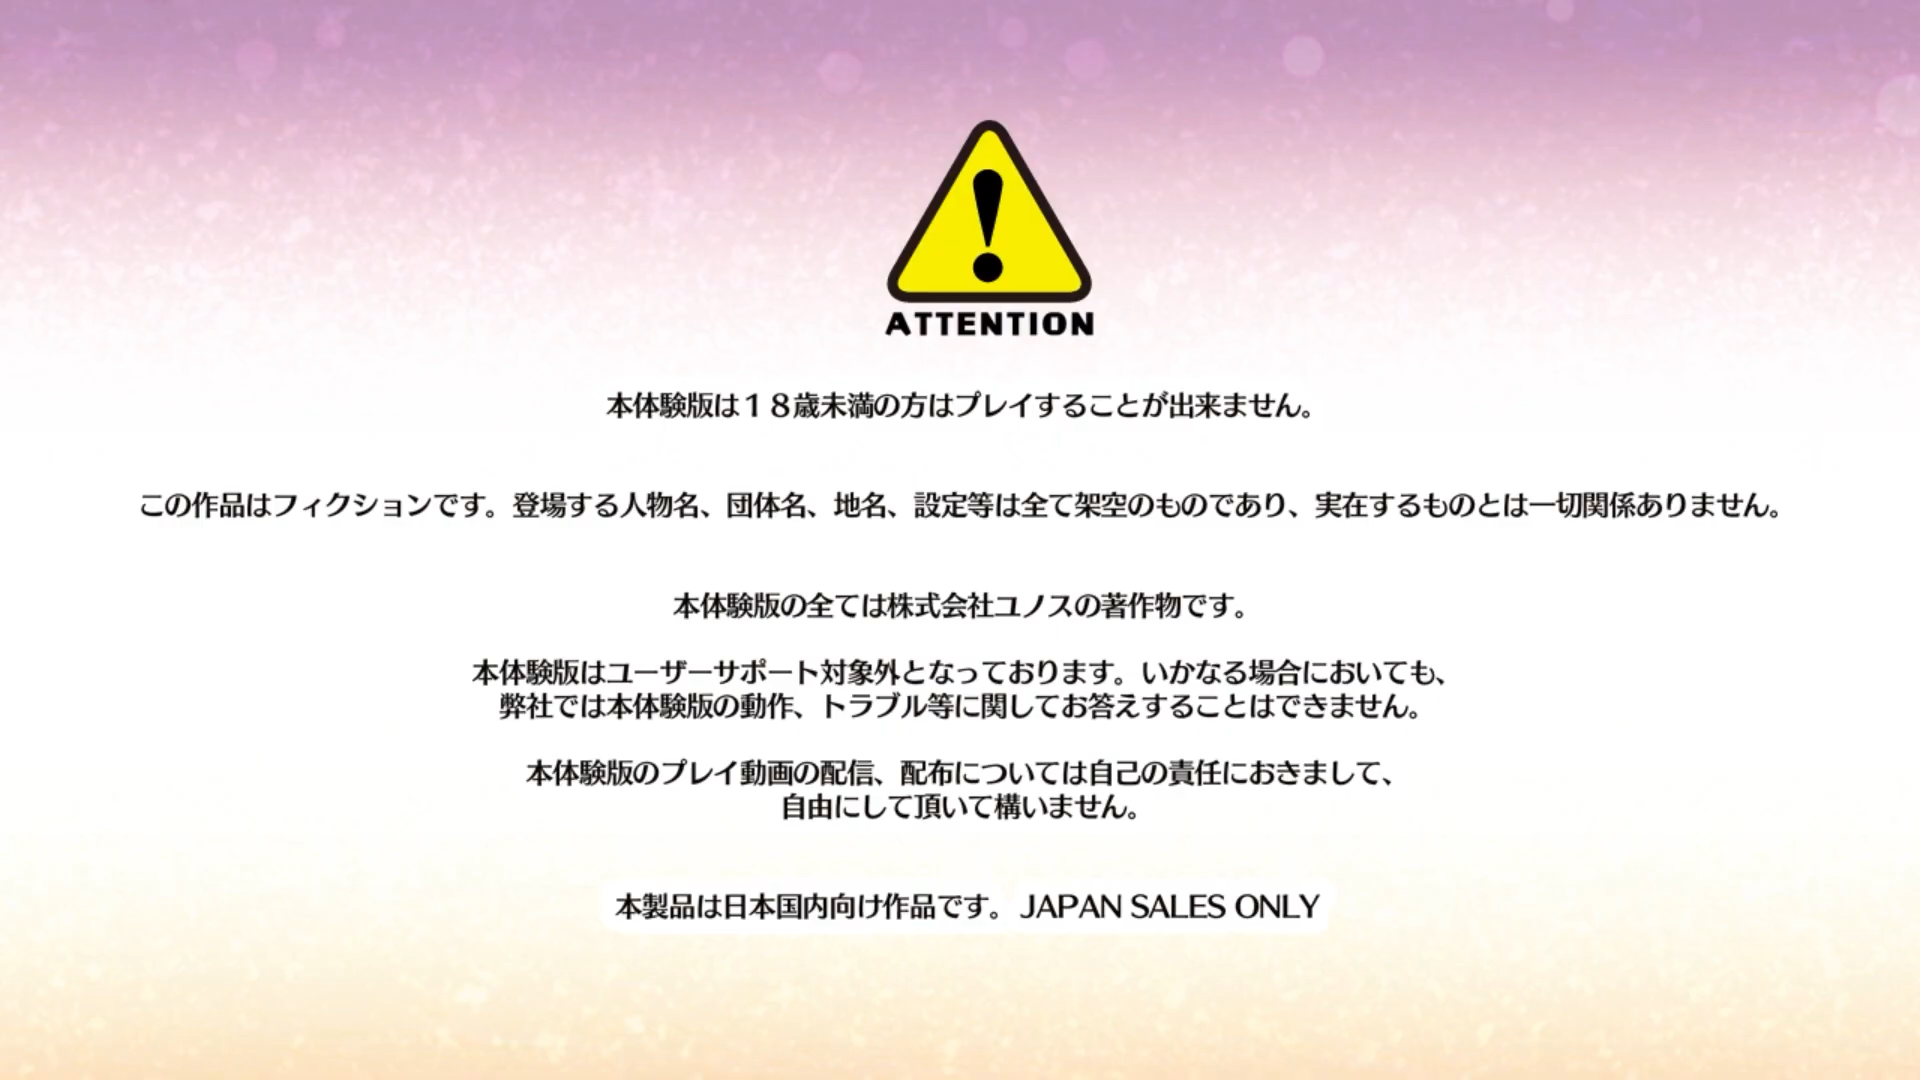 ATTENTION
本体験版は１８歳未満の方はプレイすることが出来ません。
この作品はフィクションです。登場する人物名、団体名、地名、設定等は全て架空のものであり、実在するものとは一切関係ありません。
本体験版の全ては株式会社ユノスの著作物です。
本体験版はユーザーサポート対象外となっております。いかなる場合においても、
弊社では本体験版の動作、トラブル等に関してお答えすることはできません。
本体験版のプレイ動画の配信、配布については自己の責任におきまして、
自由にして頂いて構いません。
本製品は日本国内向け作品です。JAPAN SALES ONLY